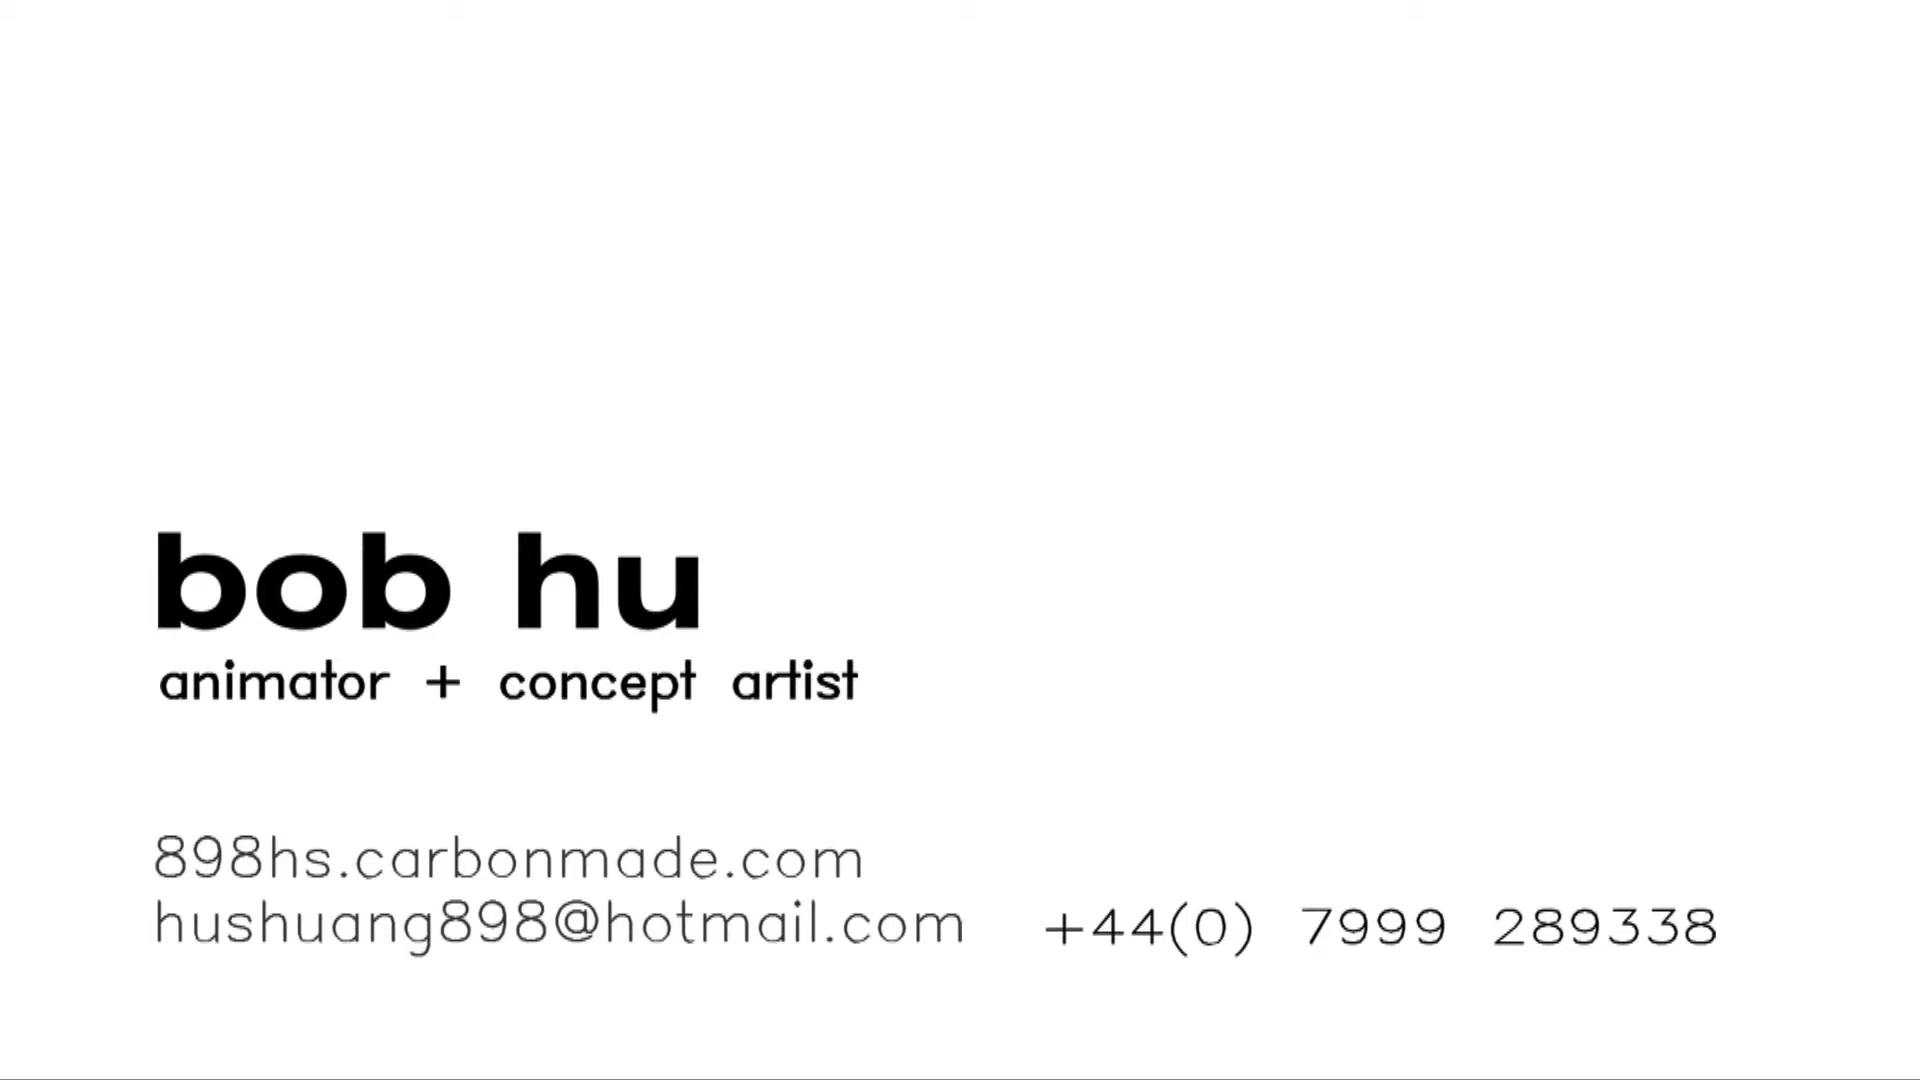 bob hu
animator + concept artist
898hs.carbonmade.com
hushuang898@hotmail.com +44(0) 7999 289338